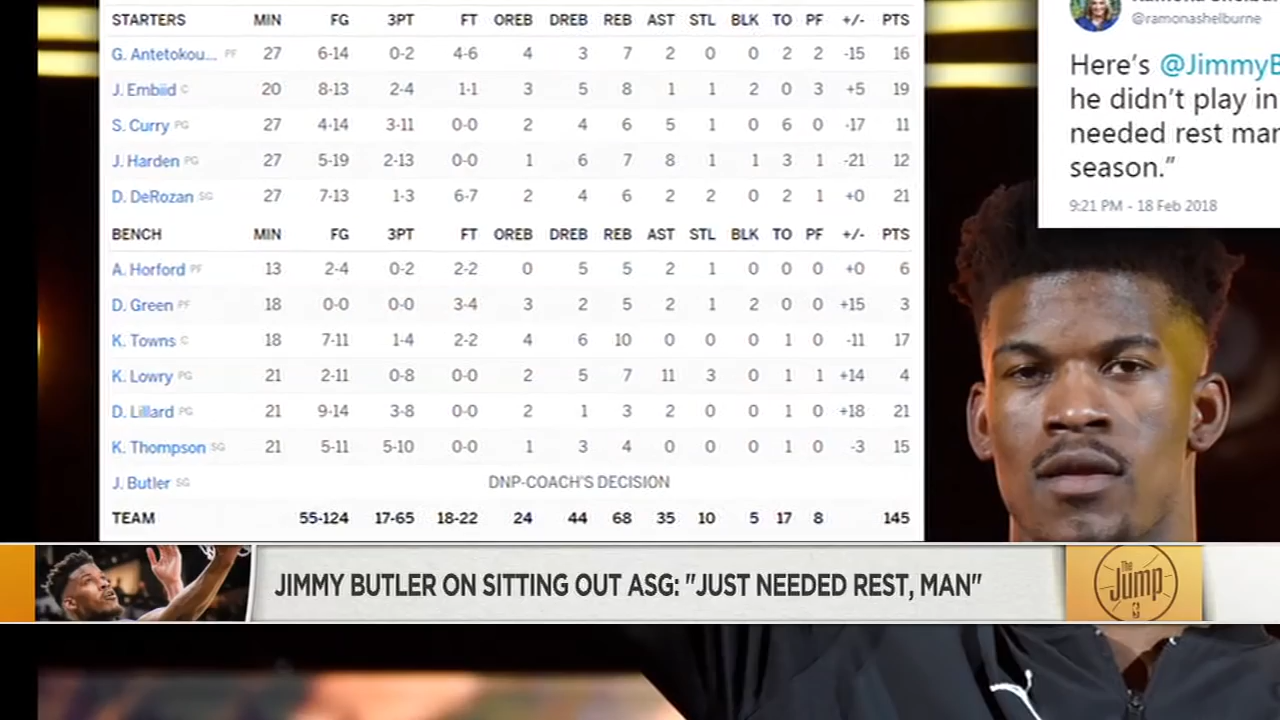 STARTERS MIN FG 3PT FT OREB DREB REB AST STL BLK TO PF +/- PTS
G. Antetokou... PF 27 6-14 0-2 4-6 4 3 7 2 0 0 2 2 -15 16
J. Embiid C 20 8-13 2-4 1-1 3 5 8 1 1 2 0 3 +5 19
S. Curry PG 27 4-14 3-11 0-0 2 4 6 5 1 0 6 0 -17 11
J. Harden PG 27 5-19 2-13 0-0 1 6 7 8 1 1 3 1 -21 12
D. DeRozan SG 27 7-13 1-3 6-7 2 4 6 2 2 0 2 1 +0 21
BENCH MIN FG 3PT FT OREB DREB REB AST STL BLK TO PF +/- PTS
A. Horford PF 13 2-4 0-2 2-2 0 5 5 2 1 0 0 0 +0 6
D. Green PF 18 0-0 0-0 3-4 3 2 5 2 1 2 0 0 +15 3
K. Towns C 18 7-11 1-4 2-2 4 6 10 0 0 0 1 0 -11 17
K. Lowry PG 21 2-11 0-8 0-0 2 5 7 11 3 0 1 1 +14 4
D. Lillard PG 21 9-14 3-8 0-0 2 1 3 2 0 0 1 0 +18 21
K. Thompson SG 21 5-11 5-10 0-0 1 3 4 0 0 0 1 0 -3 15
J. Butler SG DNP-COACH'S DECISION
TEAM 55-124 17-65 18-22 24 44 68 35 10 5 17 8 145
@ramonashelburne
Here's @JimmyB
he didn't play in
needed rest man
season."
9:21 PM - 18 Feb 2018
JIMMY BUTLER ON SITTING OUT ASG: "JUST NEEDED REST, MAN"
The
Jump